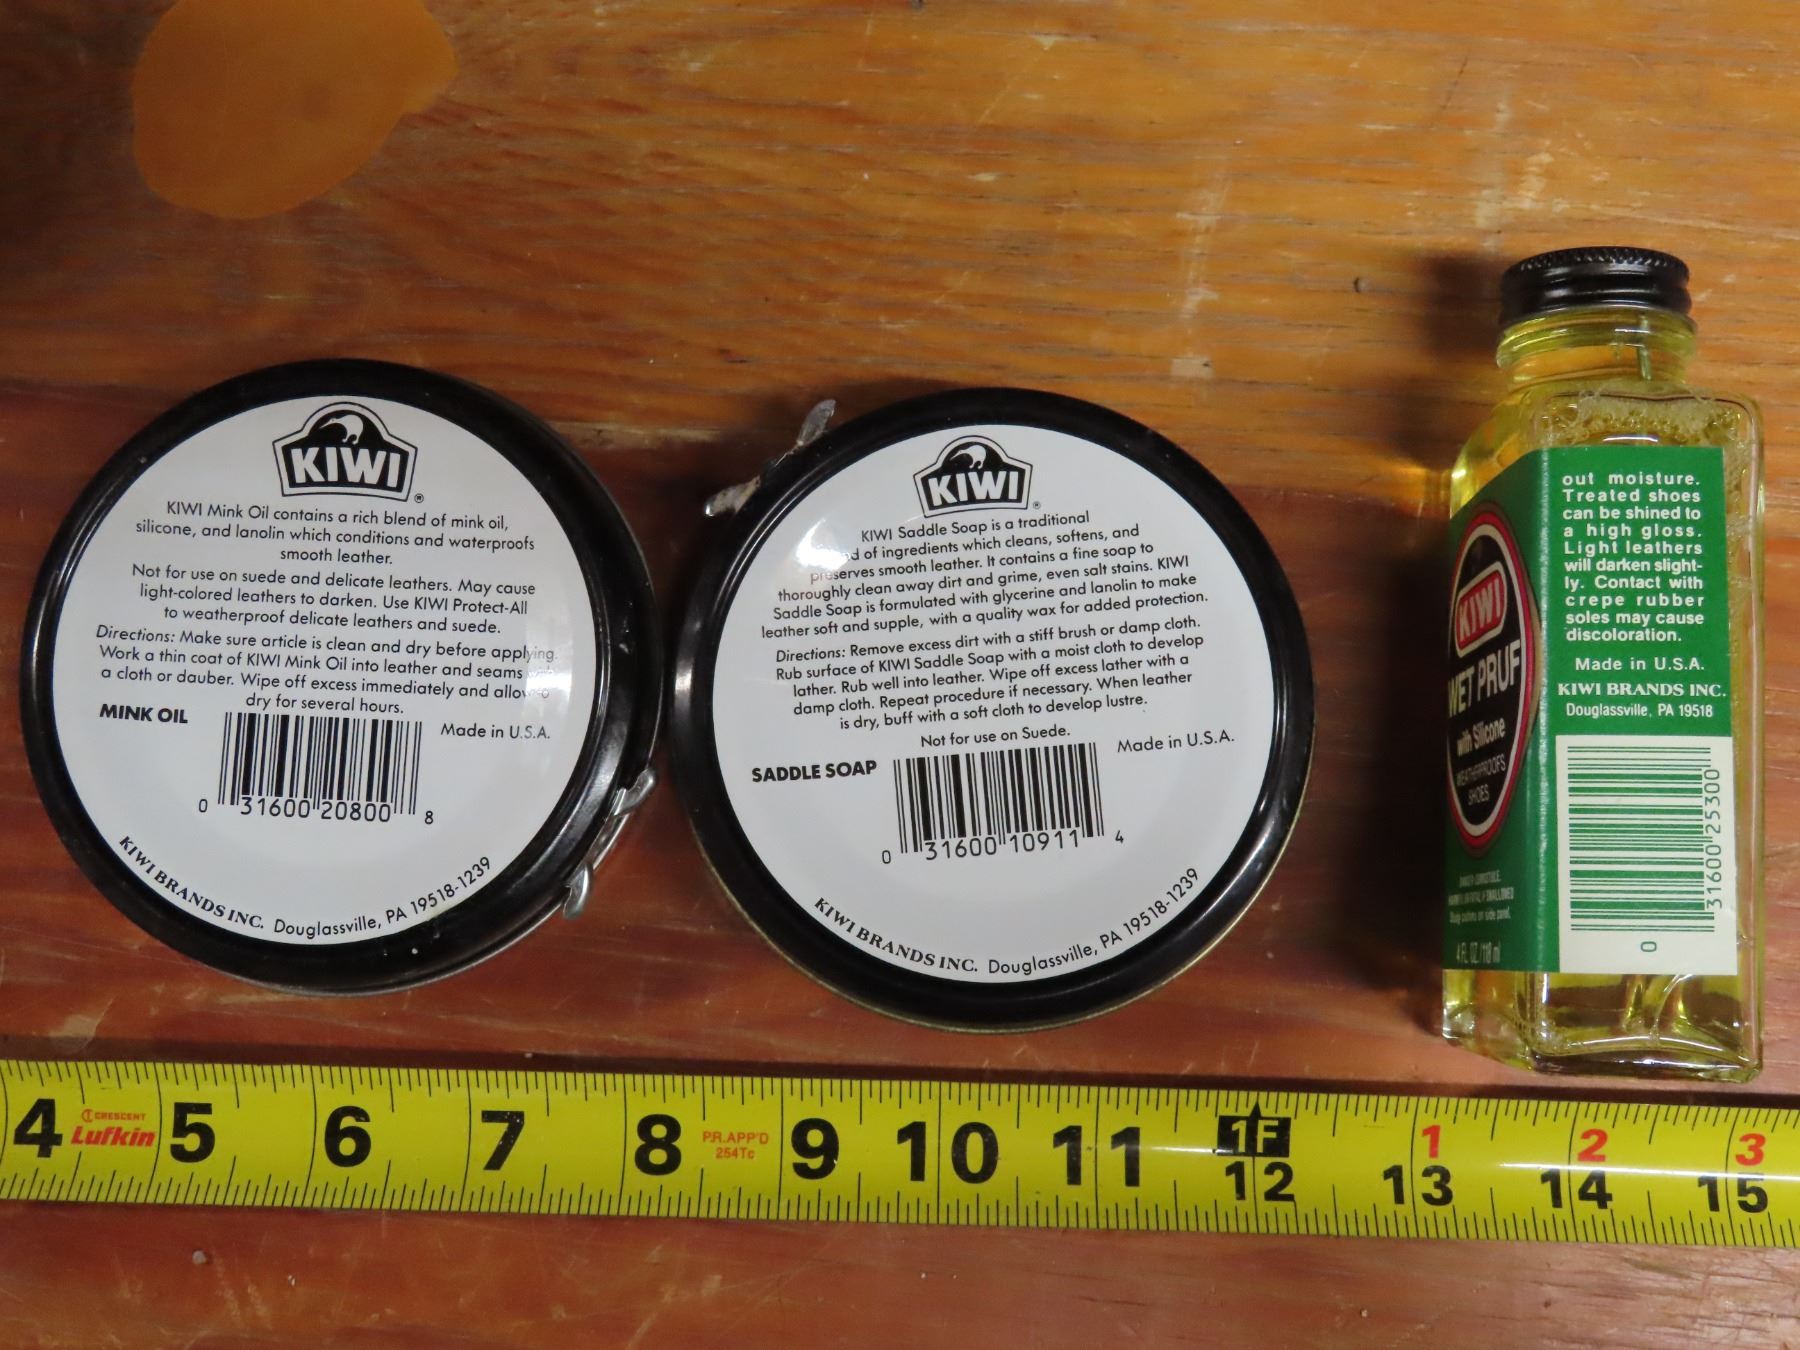 KIWI®
KIWI Mink Oil contains a rich blend of mink oil,
silicone, and lanolin which conditions and waterproofs
smooth leather.
Not for use on suede and delicate leathers. May cause
light-colored leathers to darken. Use KIWI Protect-All
to weatherproof delicate leathers and suede.
Directions: Make sure article is clean and dry before applying.
Work a thin coat of KIWI Mink Oil into leather and seams
a cloth or dauber. Wipe off excess immediately and allow
dry for several hours.
MINK OIL
Made in U.S.A.
0 31600 20800 8
KIWI BRANDS INC. Douglassville, PA 19518-1239
KIWI®
KIWI Saddle Soap is a traditional
of ingredients which cleans, softens, and
preserves smooth leather. It contains a fine soap to
thoroughly clean away dirt and grime, even salt stains. KIWI
Saddle Soap is formulated with glycerine and lanolin to make
leather soft and supple, with a quality wax for added protection.
Directions: Remove excess dirt with a stiff brush or damp cloth.
Rub surface of KIWI Saddle Soap with a moist cloth to develop
lather. Rub well into leather. Wipe off excess lather with a
damp cloth. Repeat procedure if necessary. When leather
is dry, buff with a soft cloth to develop lustre.
Not for use on Suede.
SADDLE SOAP
Made in U.S.A.
0 31600 10911 4
KIWI BRANDS INC. Douglassville, PA 19518-1239
KIWI
WET PRUF
with Silicone
WEATHERPROOFS
SHOES
4 FL OZ/118 ml
out moisture.
Treated shoes
can be shined to
a high gloss.
Light leathers
will darken slight-
ly. Contact with
crepe rubber
soles may cause
discoloration.
Made in U.S.A.
KIWI BRANDS INC.
Douglassville, PA 19518
0 31600 25300
4 CRESCENT Lufkin 5 6 7 8 P.R. APP'D 254Tc 9 10 11 1F 12 1 13 2 14 3 15